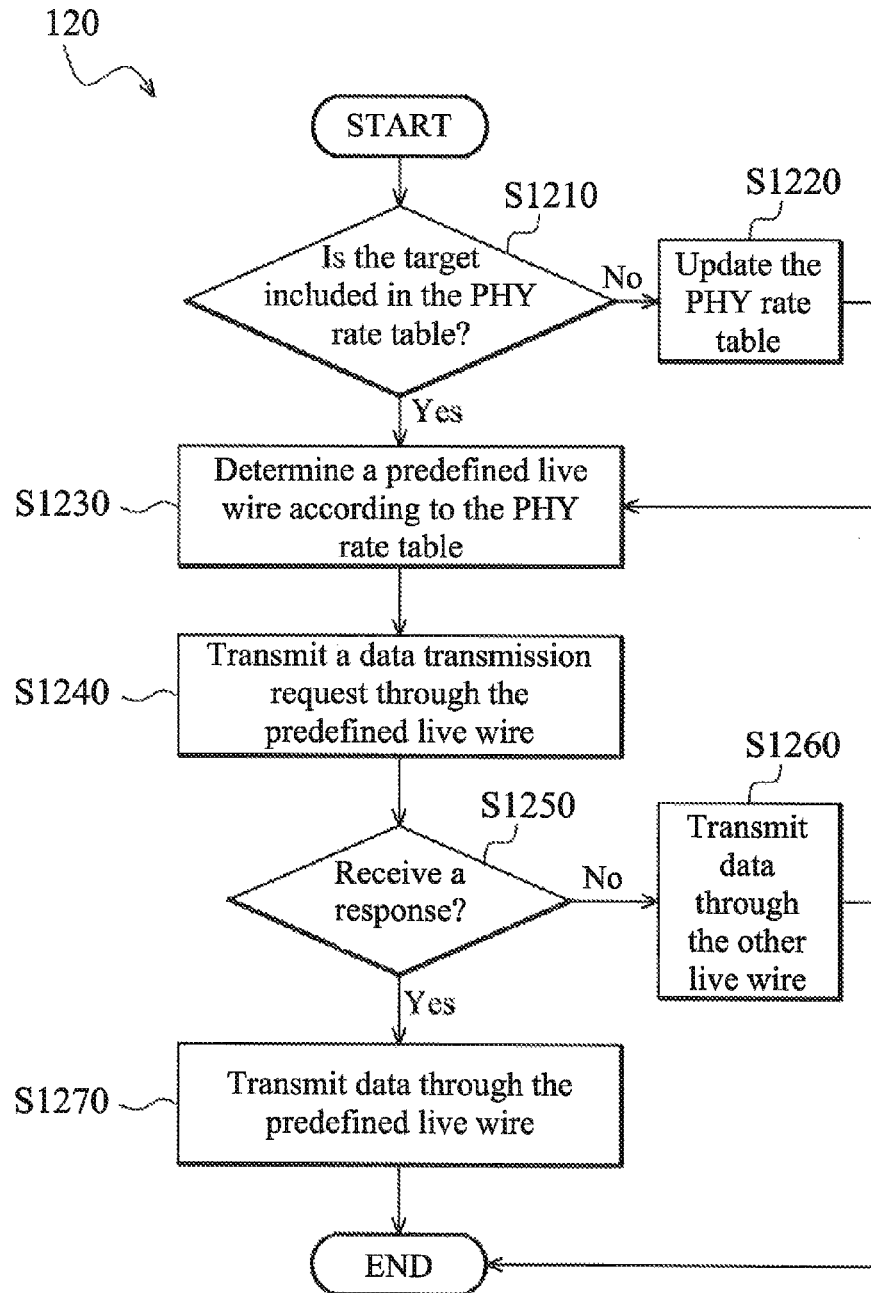 120
START
S1210
Is the target
included in the PHY
rate table?
No
S1220
Update the
PHY rate
table
Yes
S1230
Determine a predefined live
wire according to the PHY
rate table
S1240
Transmit a data transmission
request through the
predefined live wire
S1250
Receive a
response?
No
S1260
Transmit
data
through
the other
live wire
Yes
S1270
Transmit data through the
predefined live wire
END